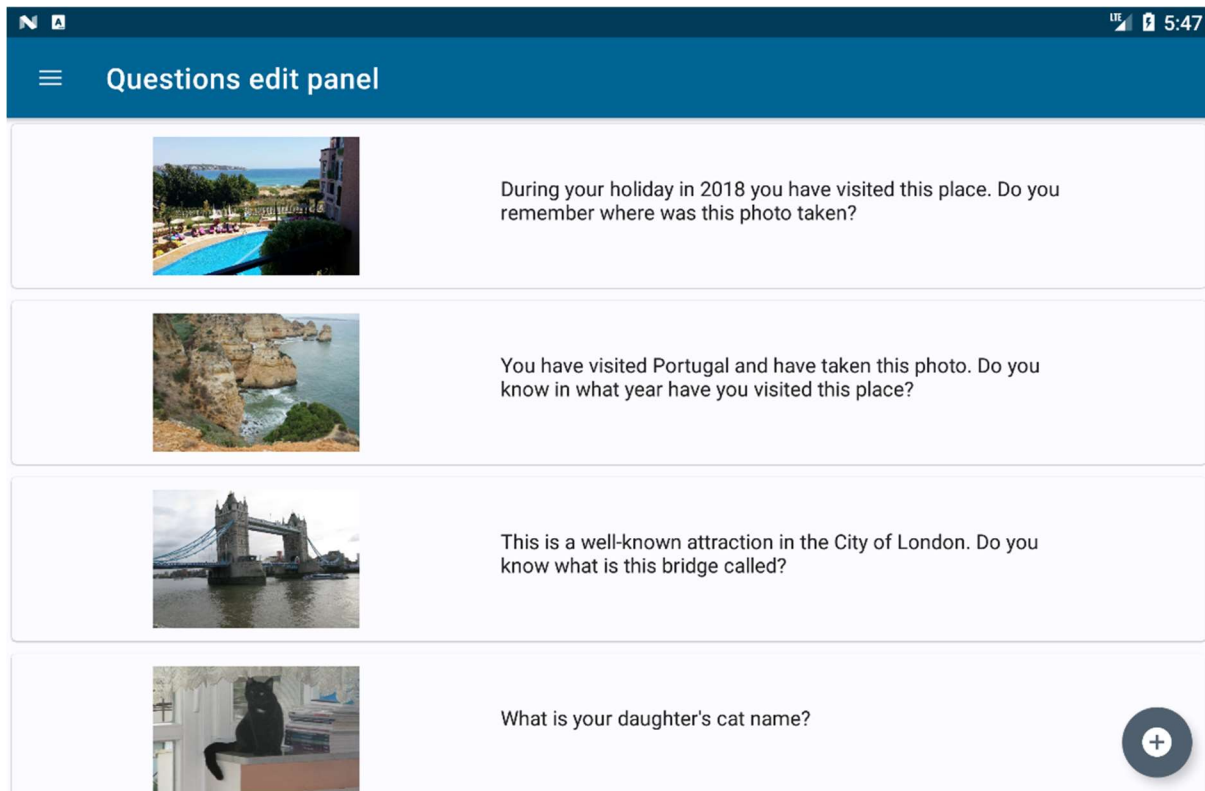 LTE 5:47
Questions edit panel
During your holiday in 2018 you have visited this place. Do you
remember where was this photo taken?
You have visited Portugal and have taken this photo. Do you
know in what year have you visited this place?
This is a well-known attraction in the City of London. Do you
know what is this bridge called?
What is your daughter's cat name?